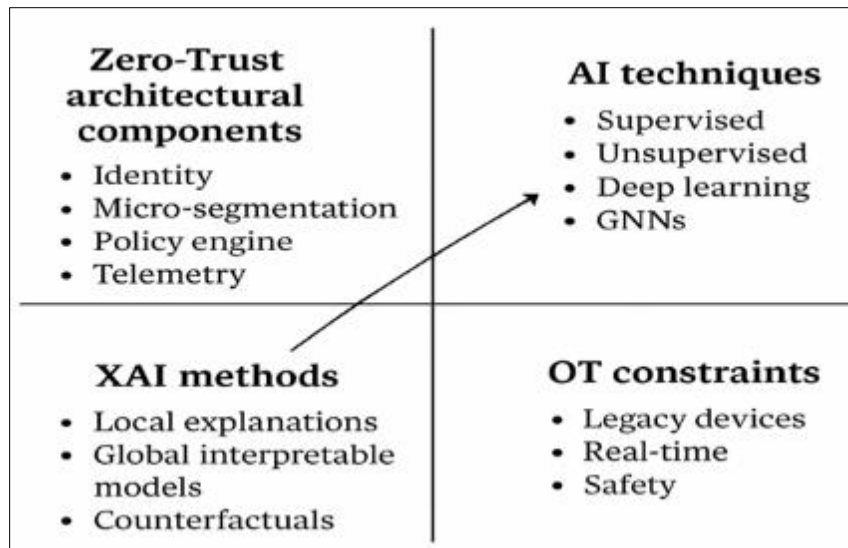 Zero-Trust
architectural
components
• Identity
• Micro-segmentation
• Policy engine
• Telemetry
AI techniques
• Supervised
• Unsupervised
• Deep learning
• GNNs
XAI methods
• Local explanations
• Global interpretable
models
• Counterfactuals
OT constraints
• Legacy devices
• Real-time
• Safety